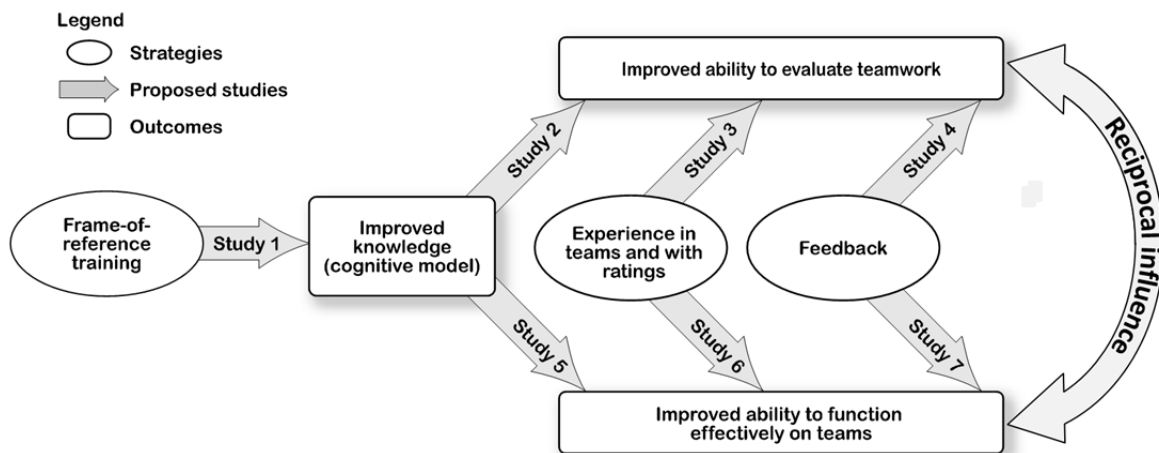 Legend
Strategies
Proposed studies
Outcomes
Improved ability to evaluate teamwork
Study 2
Study 3
Study 4
Frame-of-
reference
training
Study 1
Improved
knowledge
(cognitive model)
Experience in
teams and with
ratings
Feedback
Reciprocal influence
Study 5
Study 6
Study 7
Improved ability to function
effectively on teams